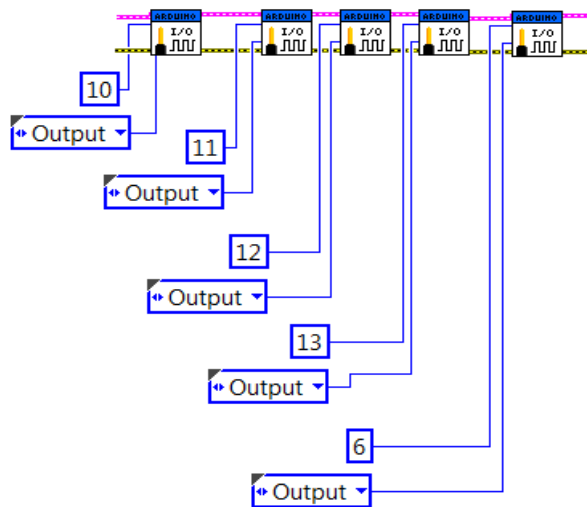 ARDUINO ARDUINO ARDUINO ARDUINO ARDUINO
I/O I/O I/O I/O I/O
10
Output
11
Output
12
Output
13
Output
6
Output